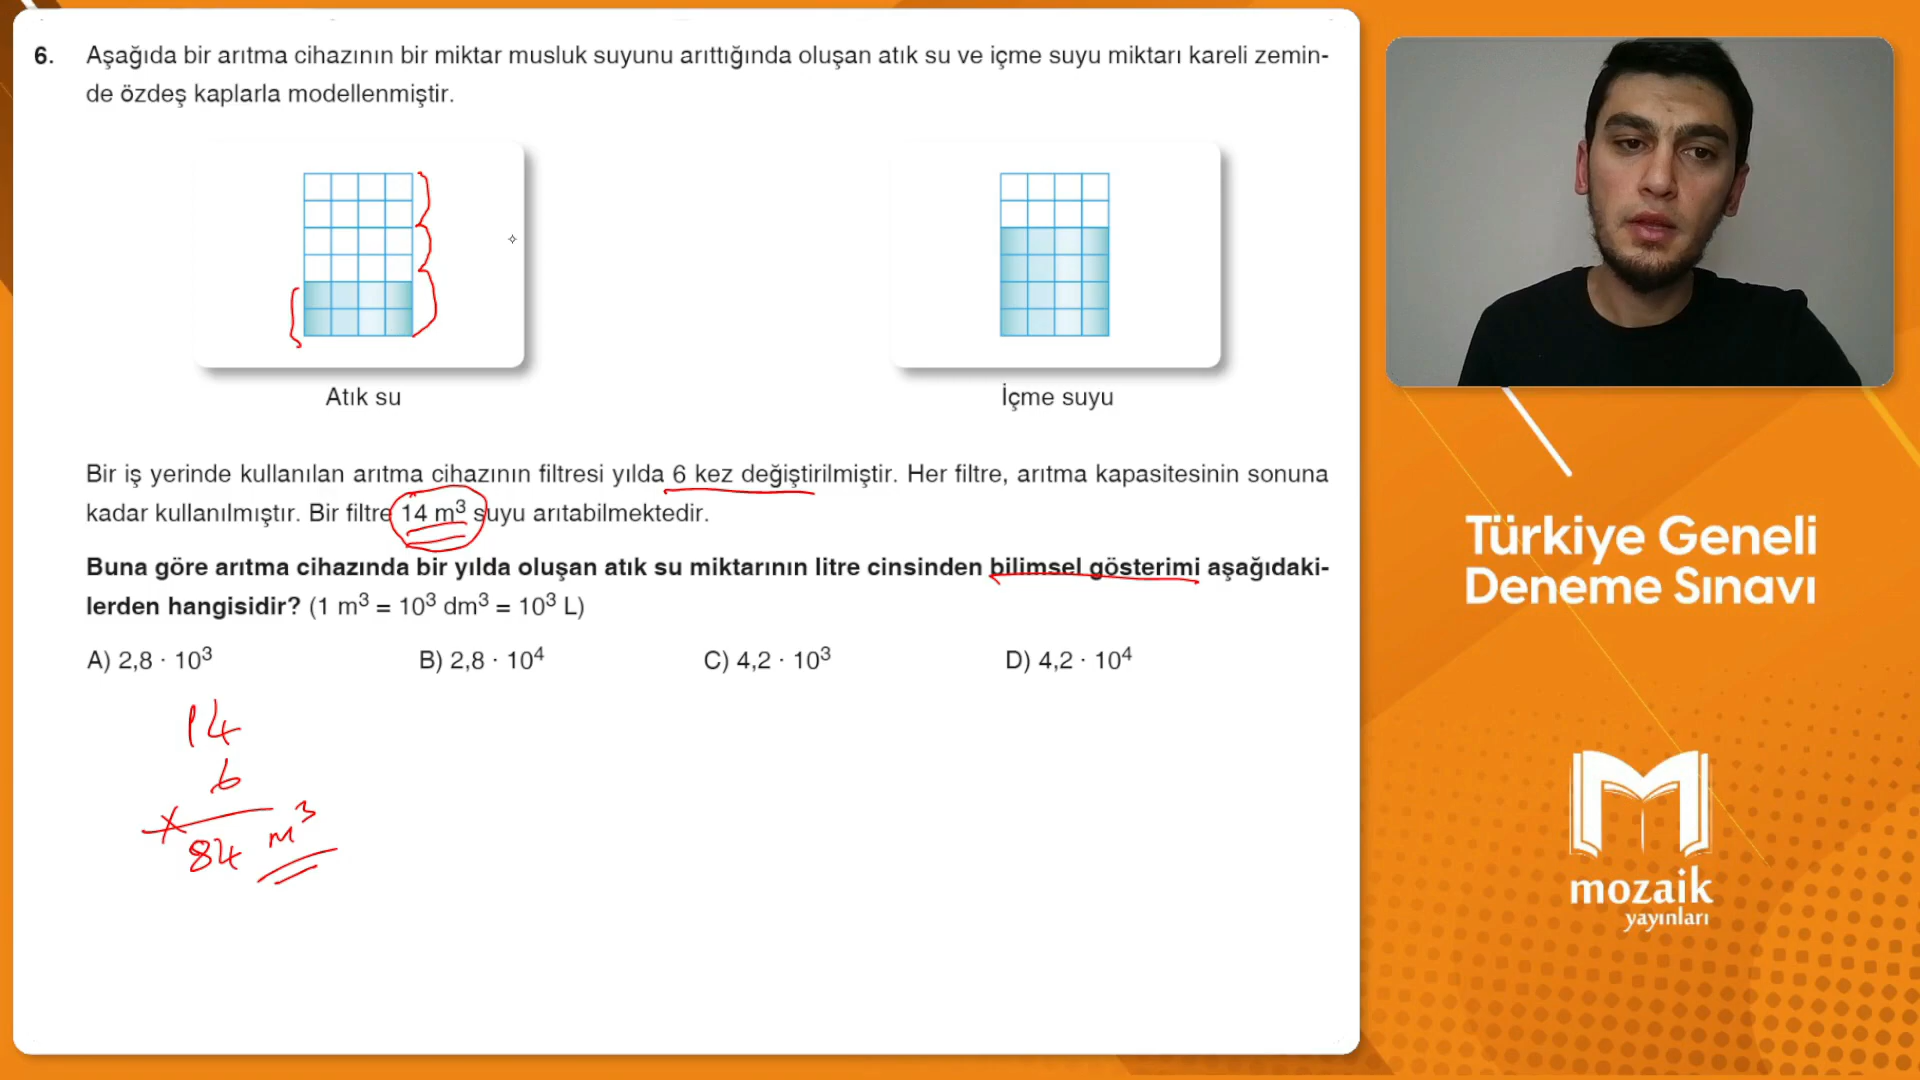 6. Aşağıda bir arıtma cihazının bir miktar musluk suyunu arıttığında oluşan atık su ve içme suyu miktarı kareli zemin-
de özdeş kaplarla modellenmiştir.
Atık su
İçme suyu
Bir iş yerinde kullanılan arıtma cihazının filtresi yılda 6 kez değiştirilmiştir. Her filtre, arıtma kapasitesinin sonuna
kadar kullanılmıştır. Bir filtre 14 m³ suyu arıtabilmektedir.
Buna göre arıtma cihazında bir yılda oluşan atık su miktarının litre cinsinden bilimsel gösterimi aşağıdaki-
lerden hangisidir? (1 m³ = 10³ dm³ = 10³ L)
A) 2,8 · 10³
B) 2,8 · 10⁴
C) 4,2 · 10³
D) 4,2 · 10⁴
14
6
x
84 m³
Türkiye Geneli
Deneme Sınavı
mozaik
yayınları